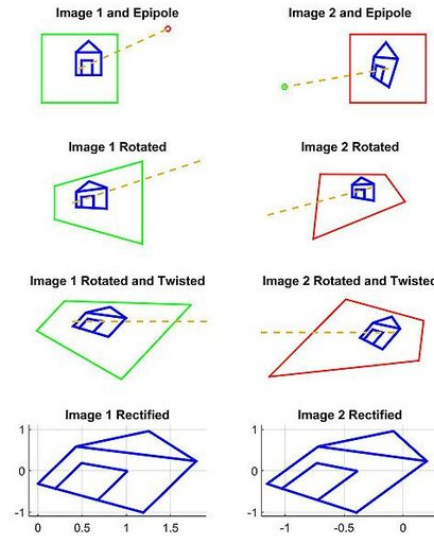 Image 1 and Epipole
Image 2 and Epipole
Image 1 Rotated
Image 2 Rotated
Image 1 Rotated and Twisted
Image 2 Rotated and Twisted
Image 1 Rectified
Image 2 Rectified
1
0
-1
0 0.5 1 1.5
1
0
-1
-1 -0.4 0